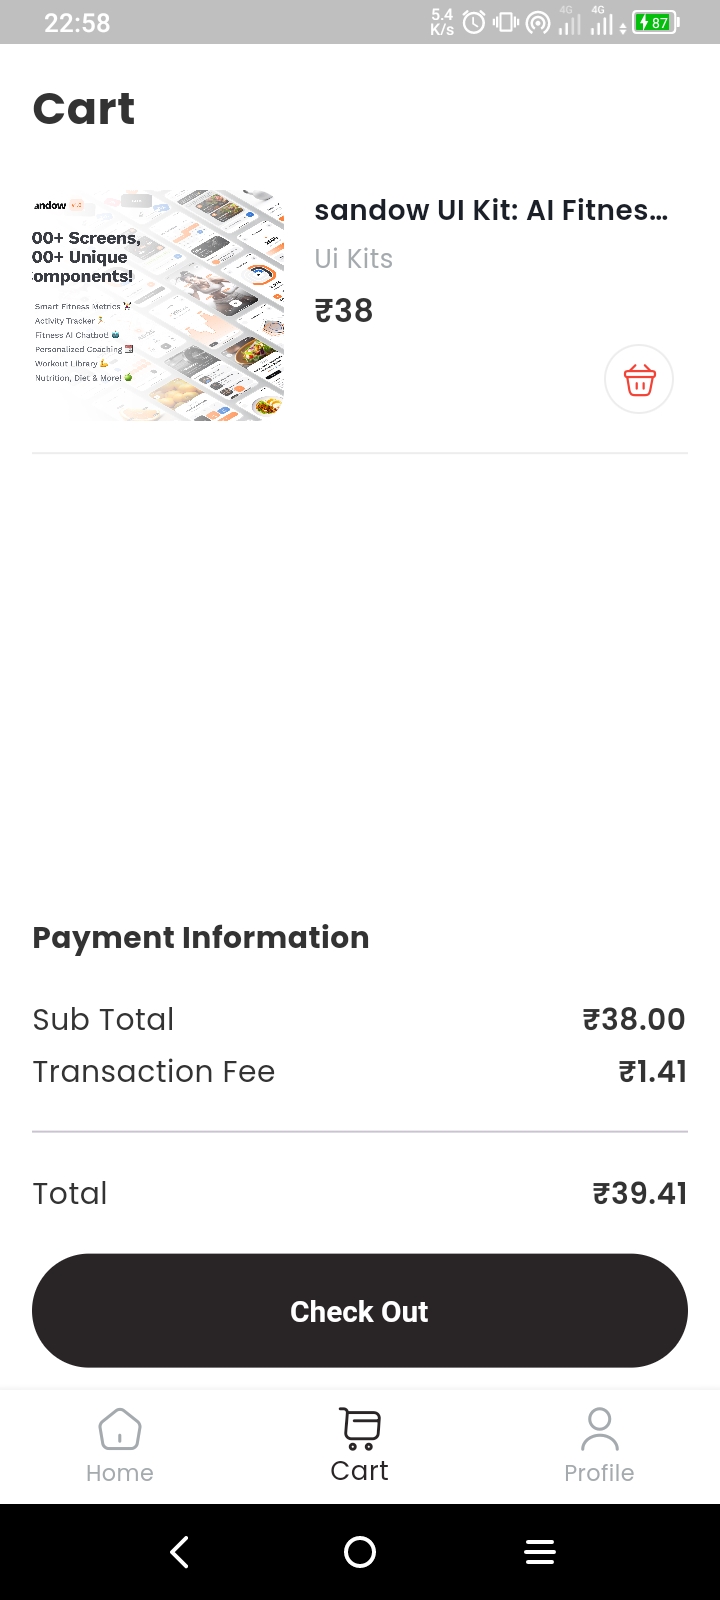 22:58
5.4
K/s
4G
4G
87
Cart
andow
00+ Screens,
00+ Unique
omponents!
Smart Fitness Metrics
Activity Tracker
Fitness AI Chatbot!
Personalized Coaching
Workout Library
Nutrition, Diet & More!
sandow UI Kit: AI Fitnes...
Ui Kits
₹38
Payment Information
Sub Total ₹38.00
Transaction Fee ₹1.41
Total ₹39.41
Check Out
Home
Cart
Profile